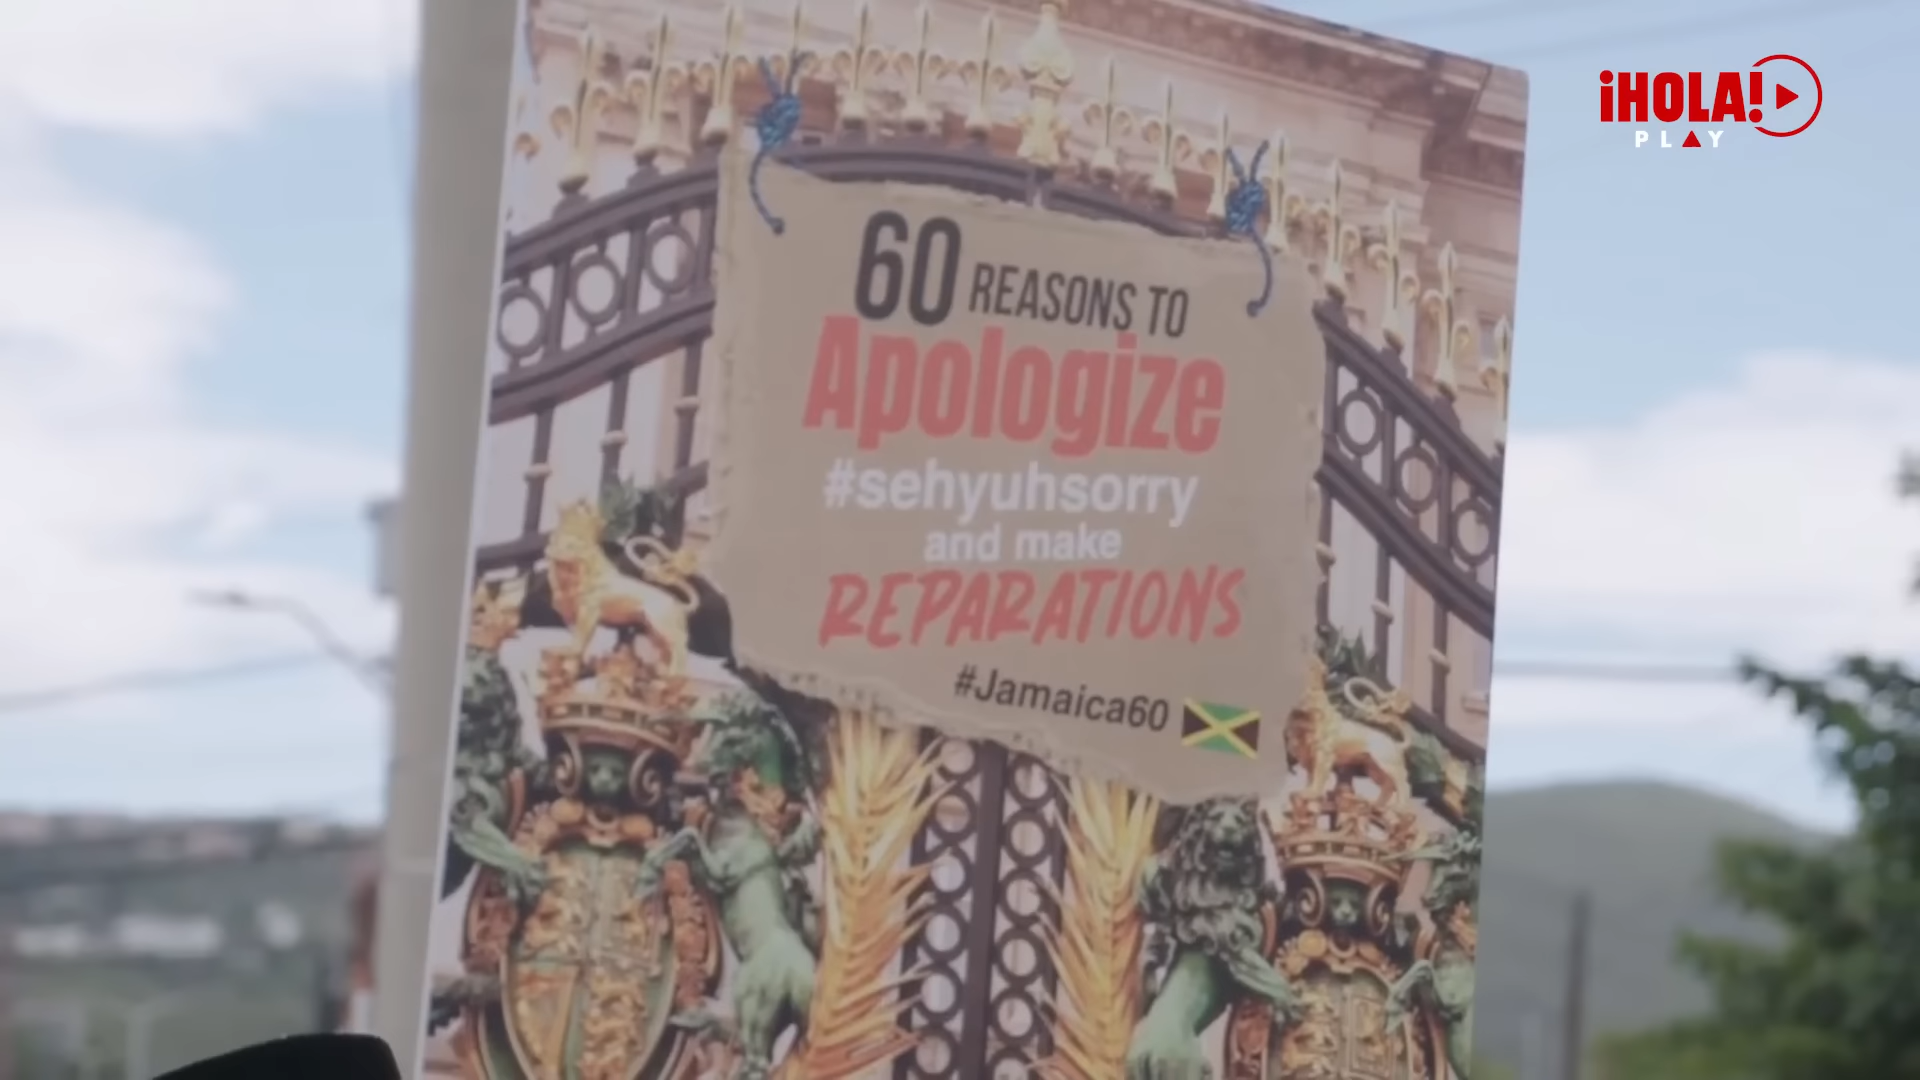 ¡HOLA!
PLAY
60 REASONS TO
Apologize
#sehyuhsorry
and make
REPARATIONS
#Jamaica60